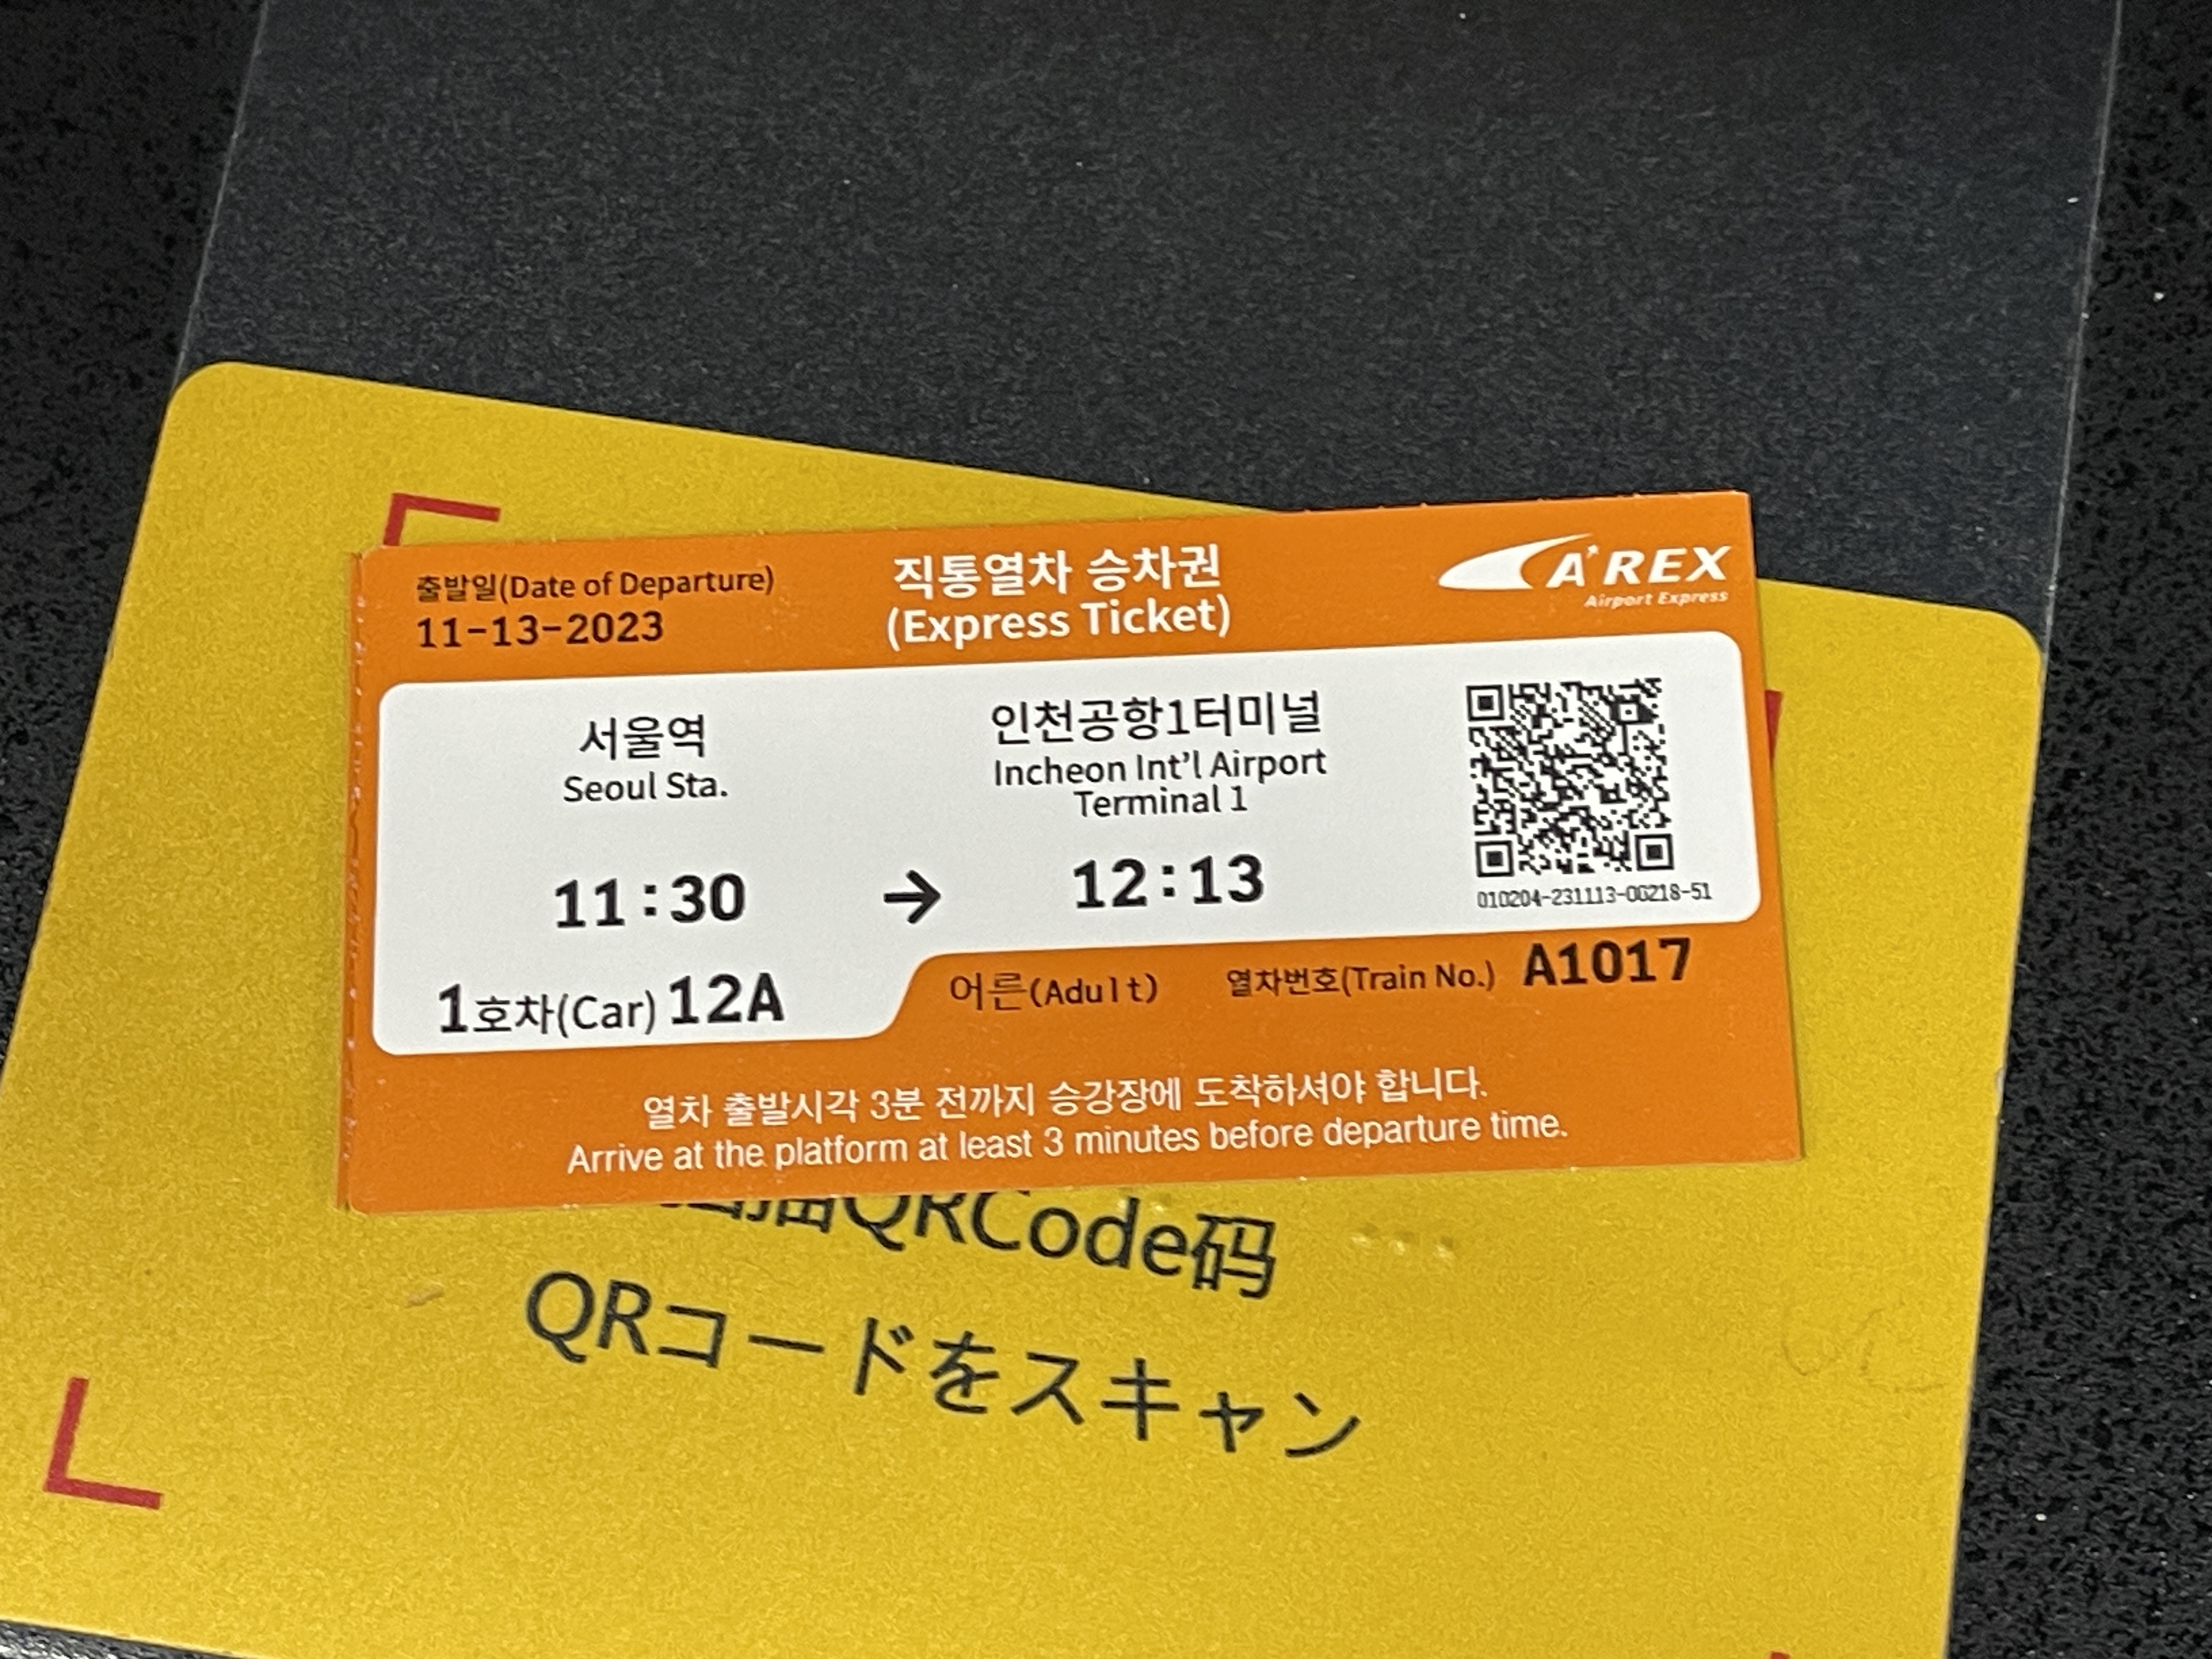 출발일(Date of Departure)
11-13-2023
직통열차 승차권
(Express Ticket)
A'REX
Airport Express
서울역
Seoul Sta.
11:30
→
인천공항1터미널
Incheon Int'l Airport
Terminal 1
12:13
010204-231113-00218-51
1호차(Car) 12A
어른(Adult)
열차번호(Train No.) A1017
열차 출발시각 3분 전까지 승강장에 도착하셔야 합니다.
Arrive at the platform at least 3 minutes before departure time.
QRCode码
QRコードをスキャン